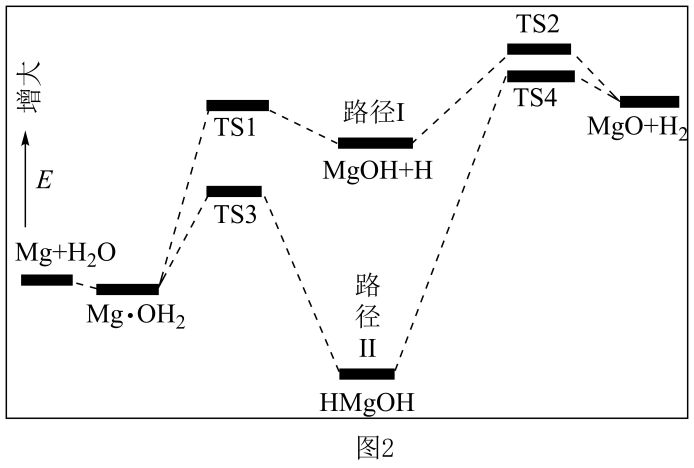 TS2
增大
TS1
路径I
TS4
MgO+H₂
MgOH+H
E
TS3
Mg+H₂O
Mg•OH₂
路
径
II
HMgOH
图2